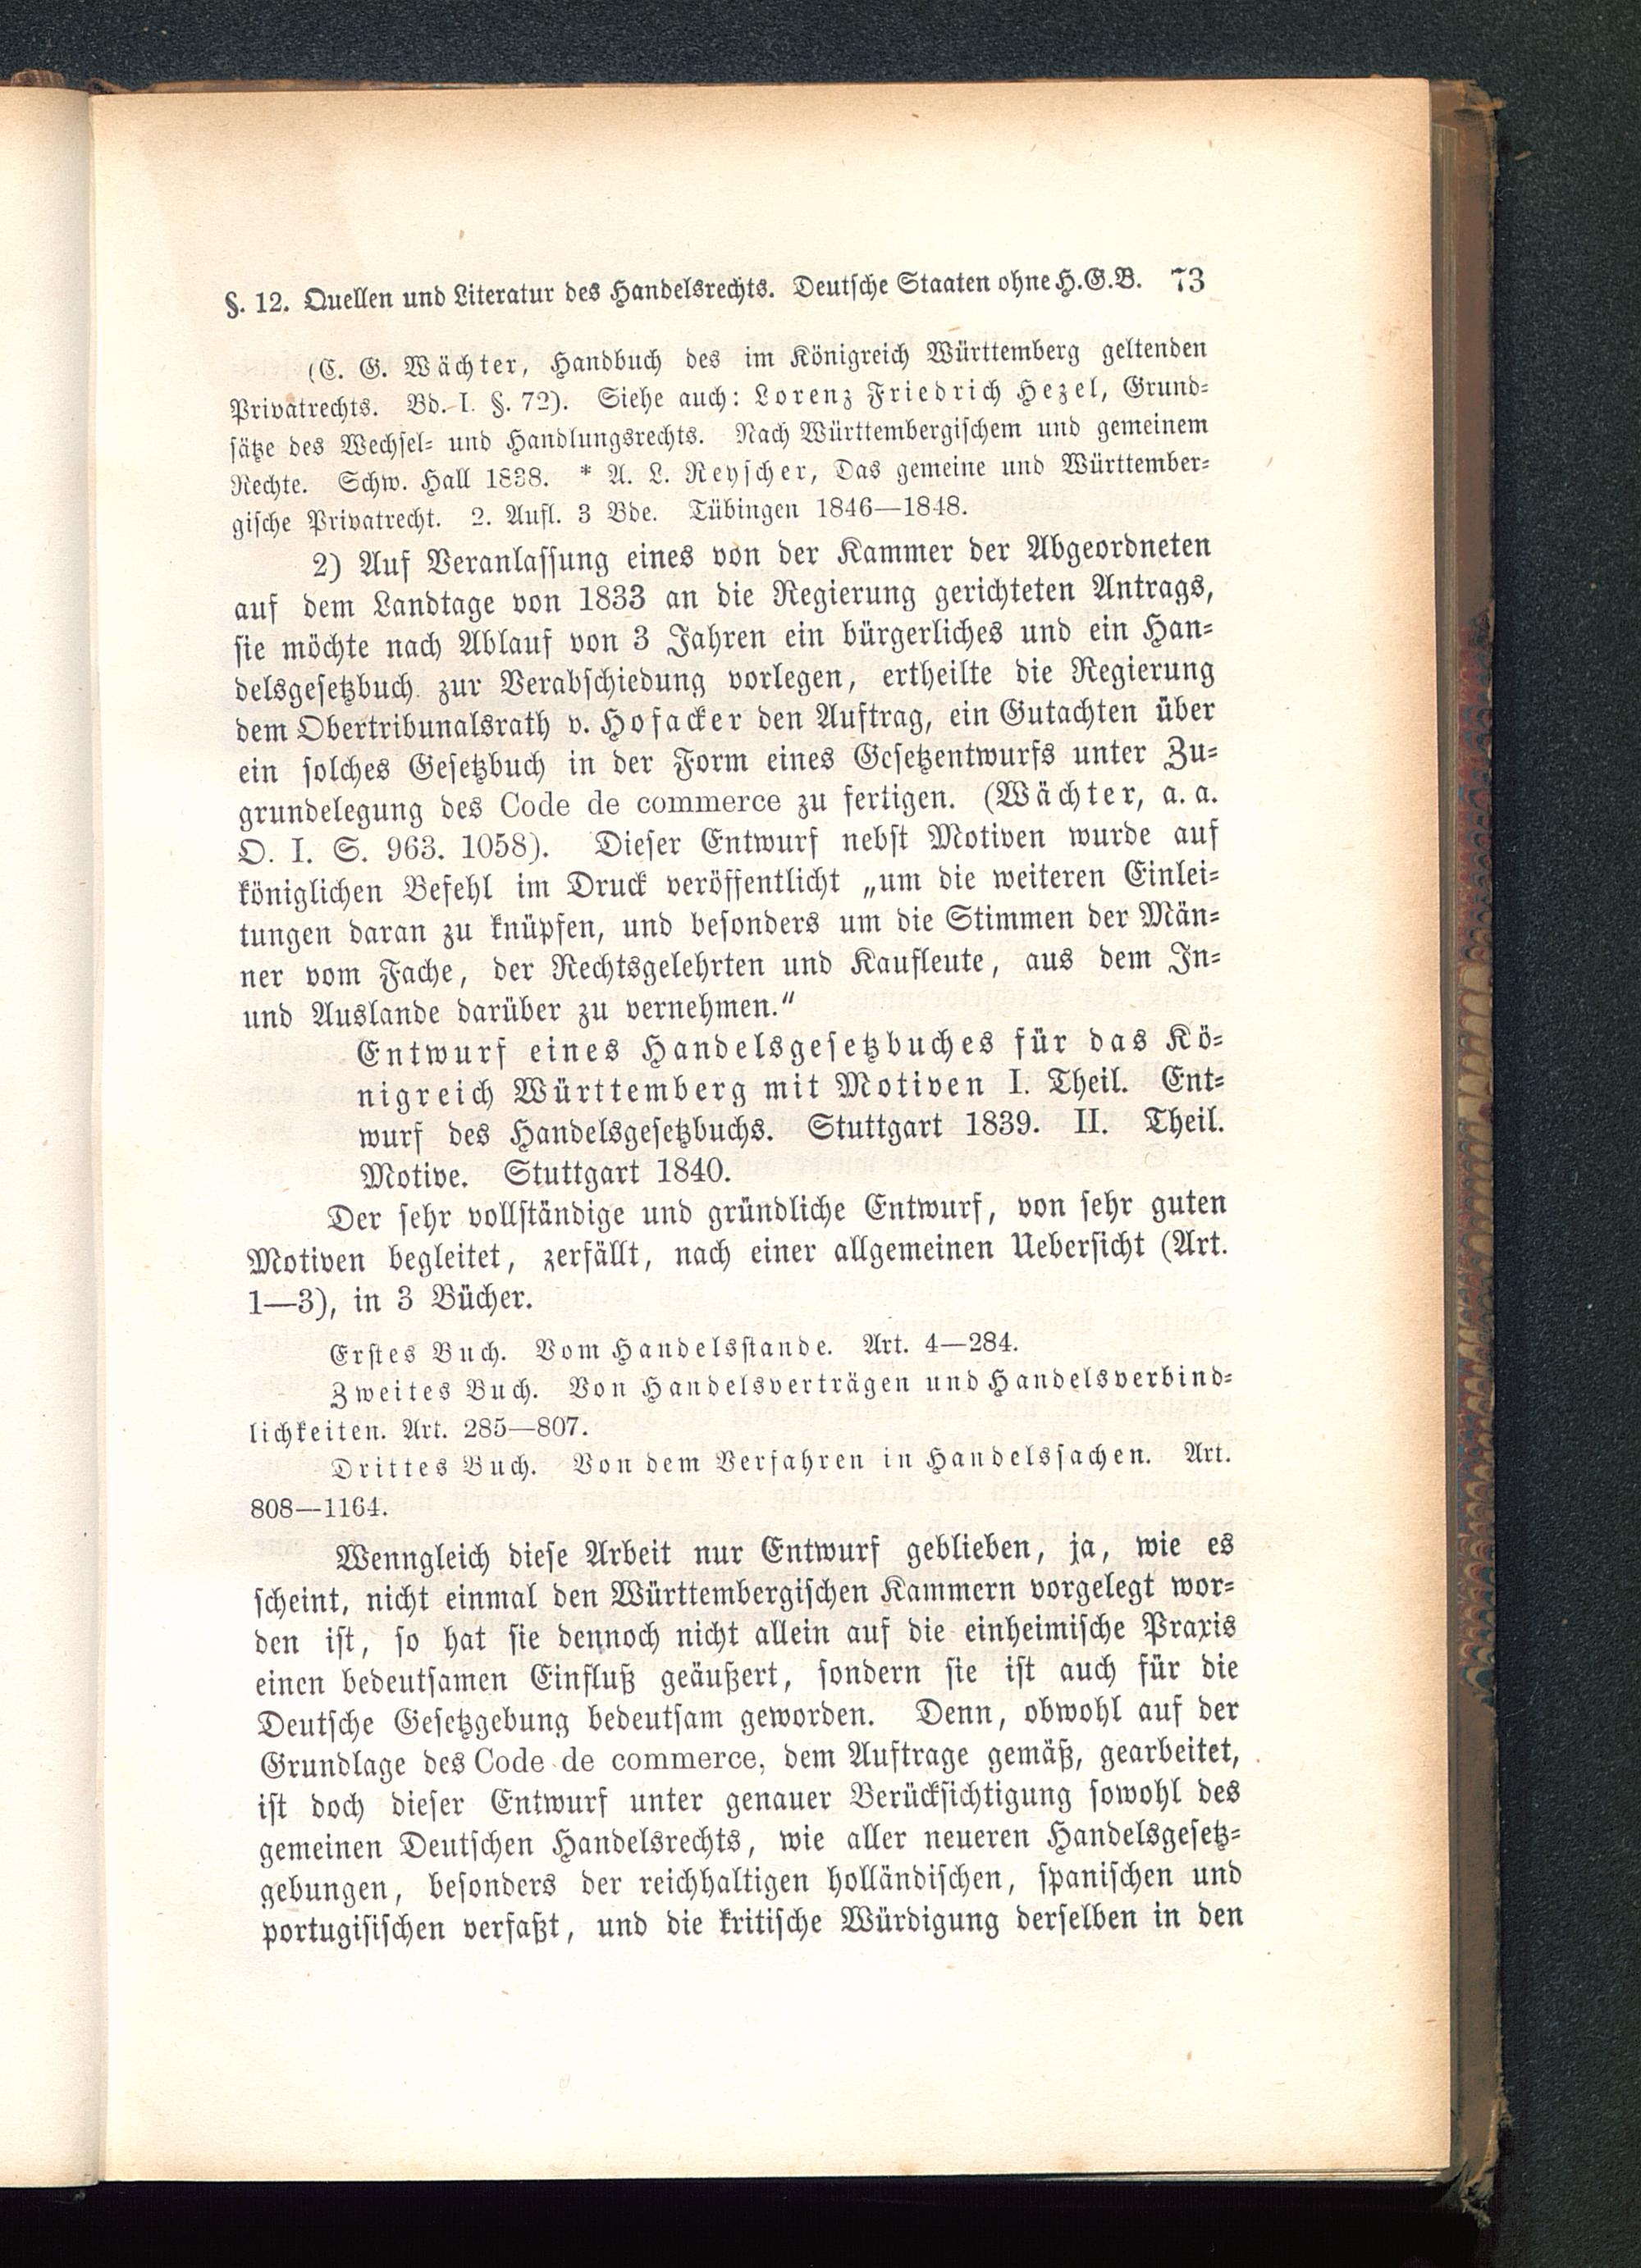 §. 12. Quellen und Literatur des Handelsrechts. Deutsche Staaten ohne H.G.B. 73
(C. G. Wächter, Handbuch des im Königreich Württemberg geltenden
Privatrechts. Bd. I. §. 72). Siehe auch: Lorenz Friedrich Hezel, Grund-
sätze des Wechsel- und Handlungsrechts. Nach Württembergischem und gemeinem
Rechte. Schw. Hall 1838. * A. L. Reyscher, Das gemeine und Württember-
gische Privatrecht. 2. Aufl. 3 Bde. Tübingen 1846—1848.
2) Auf Veranlassung eines von der Kammer der Abgeordneten
auf dem Landtage von 1833 an die Regierung gerichteten Antrags,
sie möchte nach Ablauf von 3 Jahren ein bürgerliches und ein Han-
delsgesetzbuch zur Verabschiedung vorlegen, ertheilte die Regierung
dem Obertribunalsrath v. Hofacker den Auftrag, ein Gutachten über
ein solches Gesetzbuch in der Form eines Gesetzentwurfs unter Zu-
grundelegung des Code de commerce zu fertigen. (Wächter, a. a.
O. I. S. 963. 1058). Dieser Entwurf nebst Motiven wurde auf
königlichen Befehl im Druck veröffentlicht „um die weiteren Einlei-
tungen daran zu knüpfen, und besonders um die Stimmen der Män-
ner vom Fache, der Rechtsgelehrten und Kaufleute, aus dem In-
und Auslande darüber zu vernehmen.“
Entwurf eines Handelsgesetzbuches für das Kö-
nigreich Württemberg mit Motiven I. Theil. Ent-
wurf des Handelsgesetzbuchs. Stuttgart 1839. II. Theil.
Motive. Stuttgart 1840.
Der sehr vollständige und gründliche Entwurf, von sehr guten
Motiven begleitet, zerfällt, nach einer allgemeinen Uebersicht (Art.
1—3), in 3 Bücher.
Erstes Buch. Vom Handelsstande. Art. 4—284.
Zweites Buch. Von Handelsverträgen und Handelsverbind-
lichkeiten. Art. 285—807.
Drittes Buch. Von dem Verfahren in Handelssachen. Art.
808—1164.
Wenngleich diese Arbeit nur Entwurf geblieben, ja, wie es
scheint, nicht einmal den Württembergischen Kammern vorgelegt wor-
den ist, so hat sie dennoch nicht allein auf die einheimische Praxis
einen bedeutsamen Einfluß geäußert, sondern sie ist auch für die
Deutsche Gesetzgebung bedeutsam geworden. Denn, obwohl auf der
Grundlage des Code de commerce, dem Auftrage gemäß, gearbeitet,
ist doch dieser Entwurf unter genauer Berücksichtigung sowohl des
gemeinen Deutschen Handelsrechts, wie aller neueren Handelsgesetz-
gebungen, besonders der reichhaltigen holländischen, spanischen und
portugisischen verfaßt, und die kritische Würdigung derselben in den